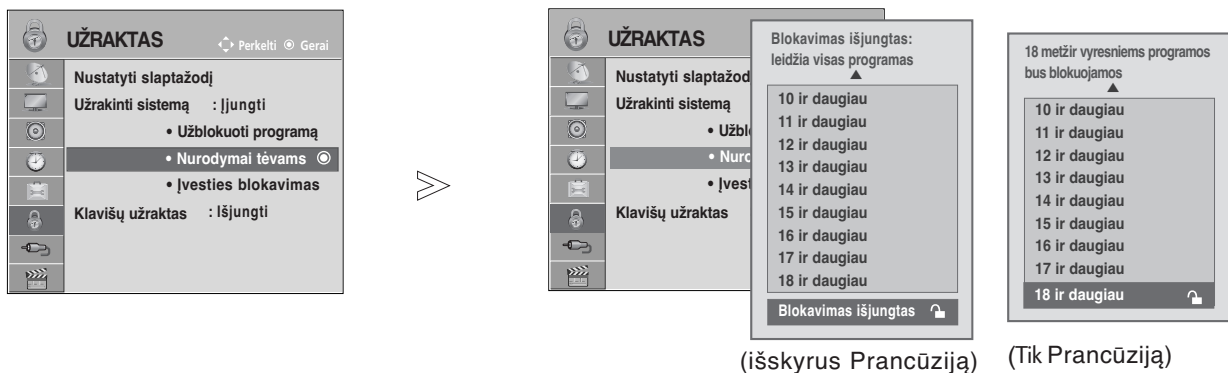 UŽRAKTAS
Perkelti Gerai
Nustatyti slaptažodį
Užrakinti sistemą : Įjungti
• Užblokuoti programą
• Nurodymai tėvams
• Įvesties blokavimas
Klavišų užraktas : Išjungti
UŽRAKTAS
Nustatyti slaptažod
Užrakinti sistemą
• Užbl
• Nuro
• Įvest
Klavišų užraktas
Blokavimas išjungtas:
leidžia visas programas
10 ir daugiau
11 ir daugiau
12 ir daugiau
13 ir daugiau
14 ir daugiau
15 ir daugiau
16 ir daugiau
17 ir daugiau
18 ir daugiau
Blokavimas išjungtas
(išskyrus Prancūziją)
18 metžir vyresniems programos
bus blokuojamos
10 ir daugiau
11 ir daugiau
12 ir daugiau
13 ir daugiau
14 ir daugiau
15 ir daugiau
16 ir daugiau
17 ir daugiau
18 ir daugiau
(Tik Prancūziją)